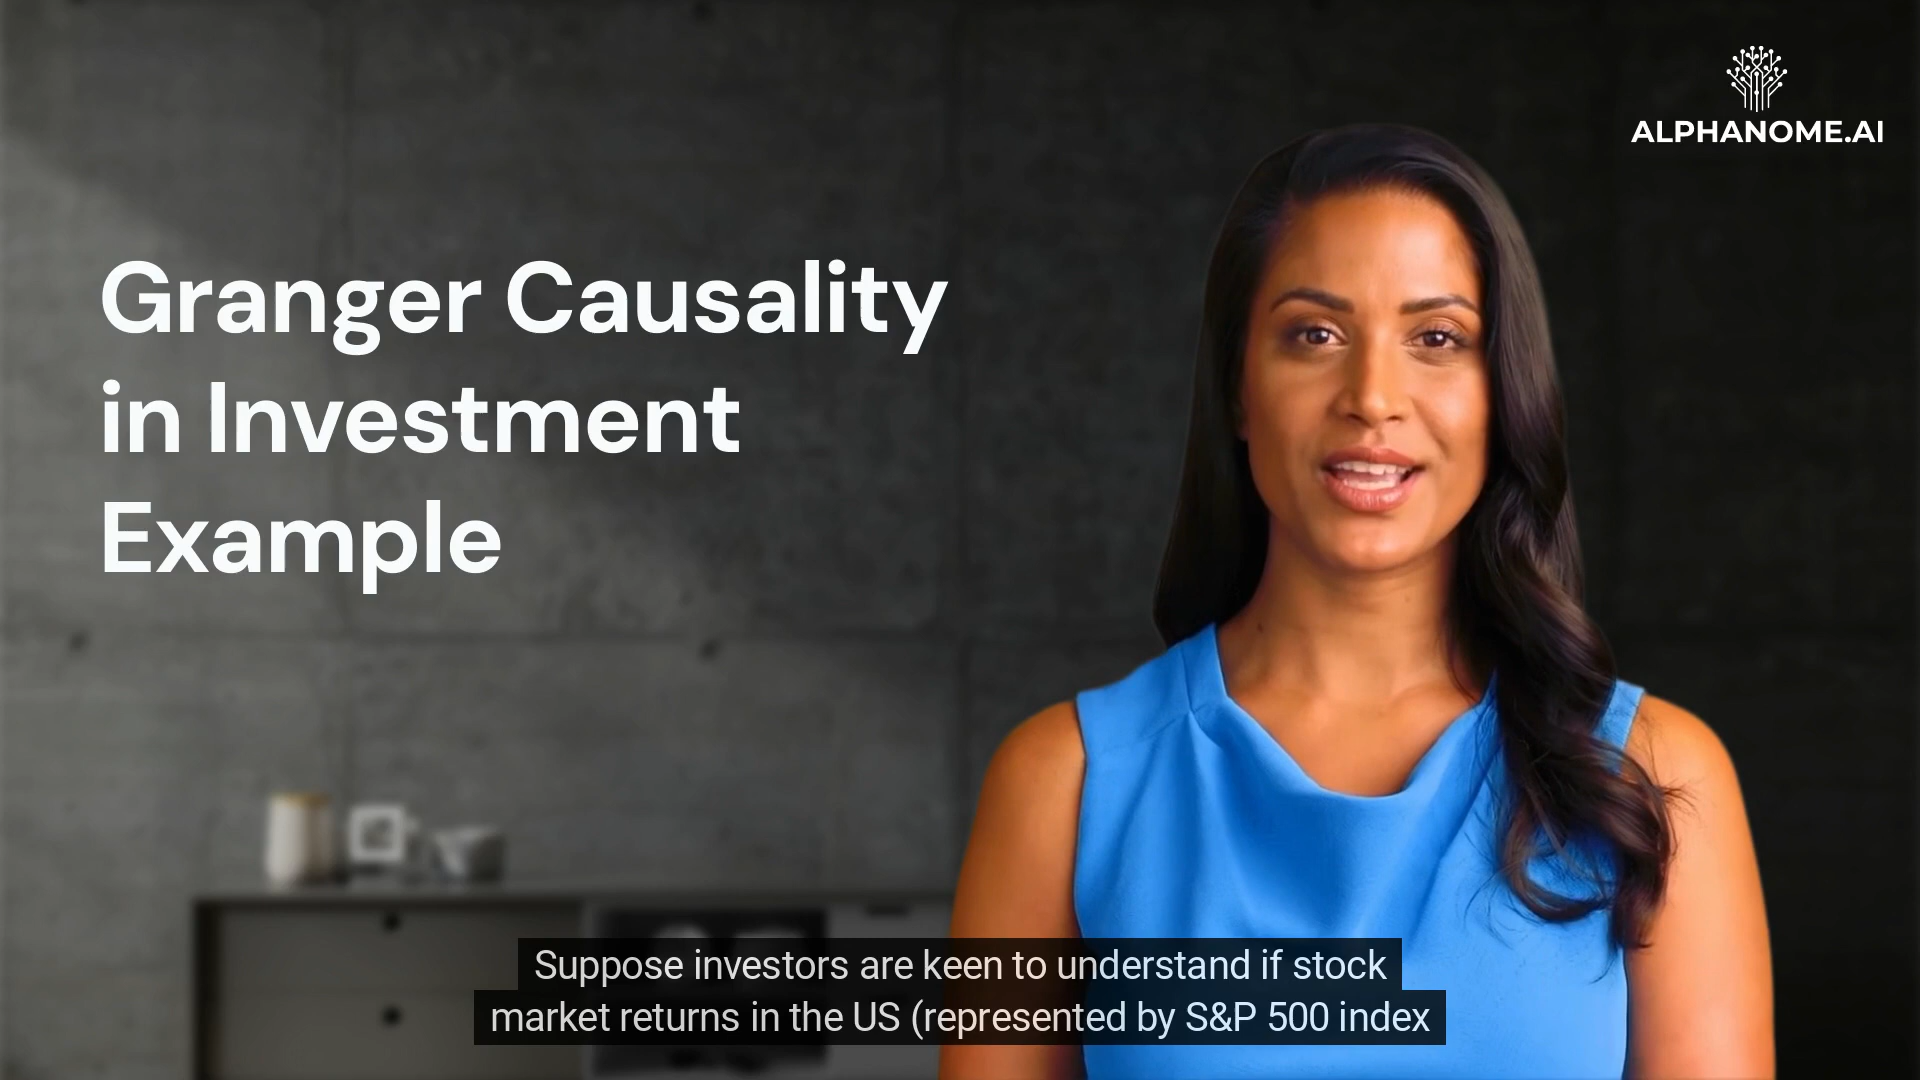 ALPHANOME.AI
Granger Causality
in Investment
Example
Suppose investors are keen to understand if stock
market returns in the US (represented by S&P 500 index